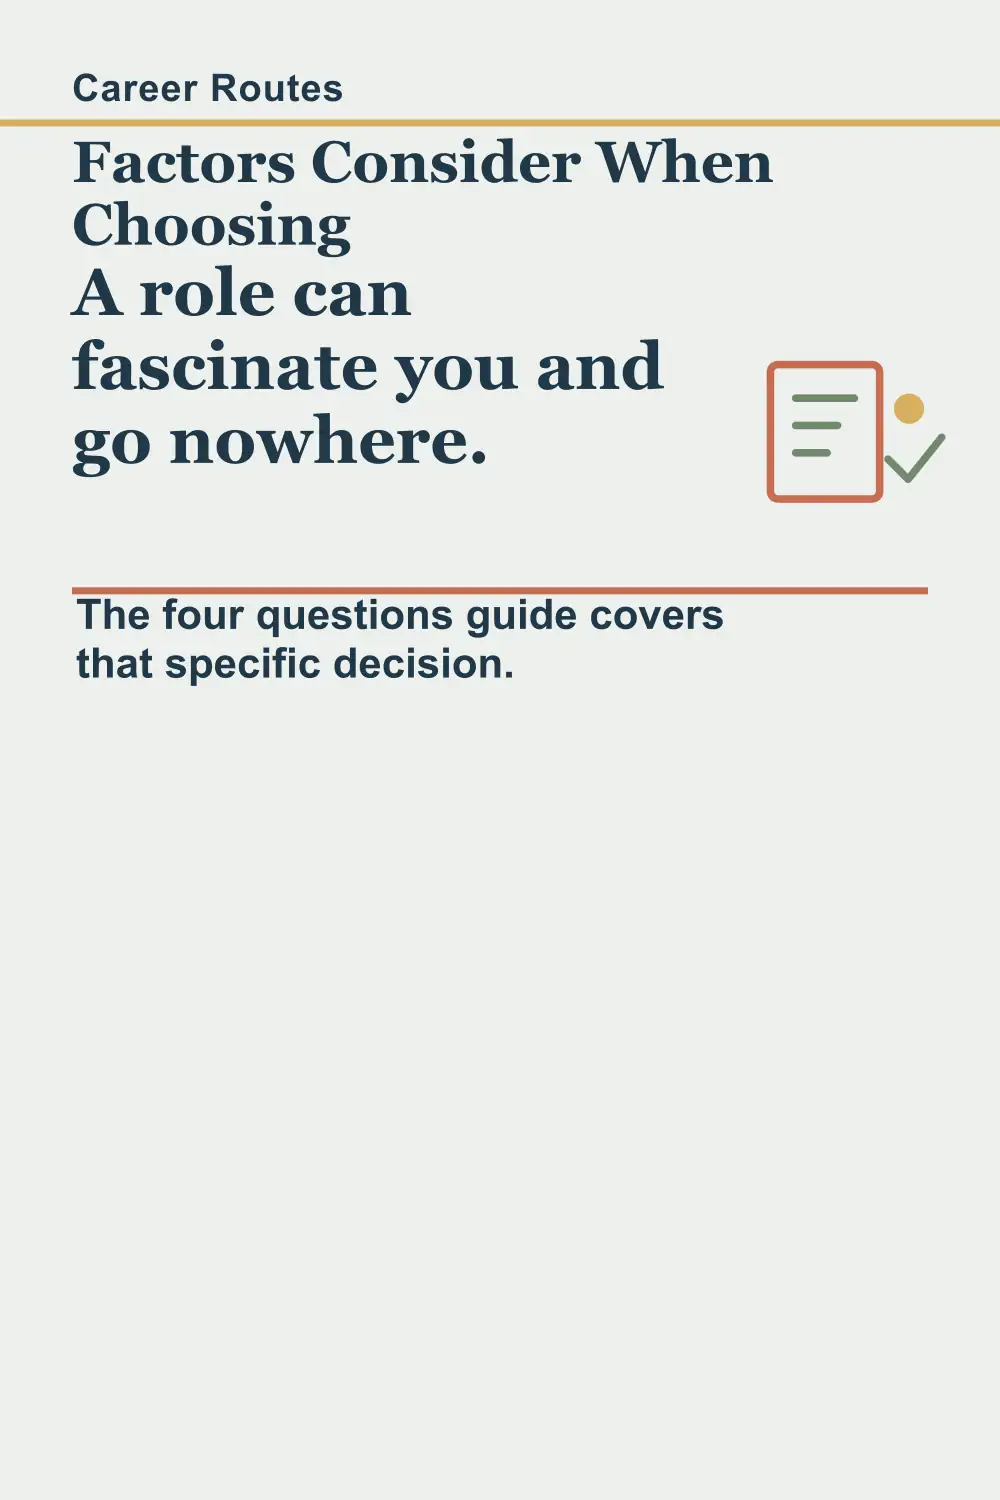 Career Routes
Factors Consider When
Choosing
A role can
fascinate you and
go nowhere.
The four questions guide covers
that specific decision.